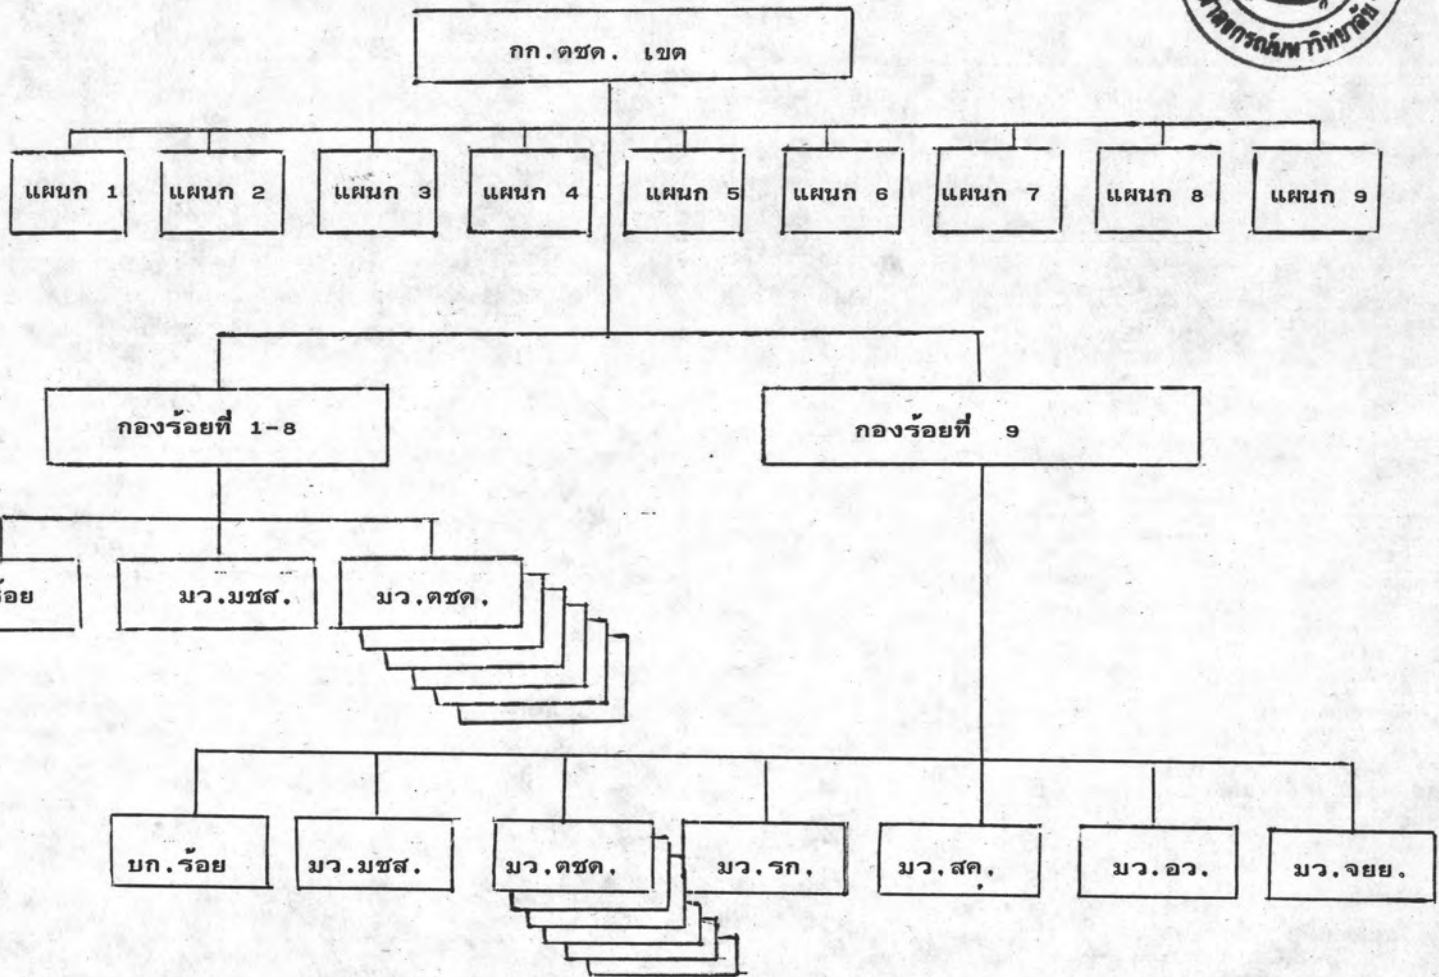 กก.ตชด. เขต
แผนก 1 แผนก 2 แผนก 3 แผนก 4 แผนก 5 แผนก 6 แผนก 7 แผนก 8 แผนก 9
กองร้อยที่ 1-8 กองร้อยที่ 9
ร้อย มว.มชส. มว.ตชด.
บก.ร้อย มว.มชส. มว.ตชด. มว.รก. มว.สค. มว.อว. มว.จยย.